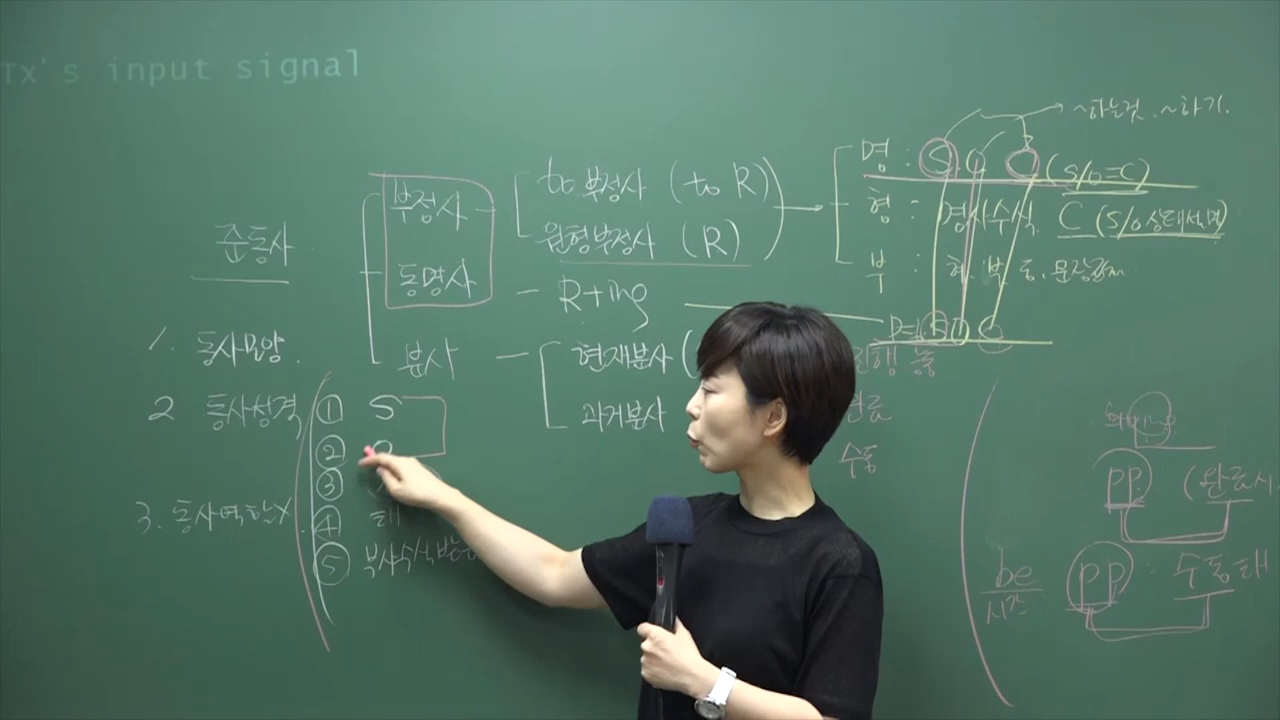 Tx's input signal
~하는것, ~하기.
명 : S, O, C (S/O=C)
부정사 to 부정사 (to R)
형 : 명사수식. C (S/O 상태설명)
준동사 원형부정사 (R)
동명사 - R+ing
부 : 형. 부. 동. 문장전체
명: S O C
1. 동사모양.
분사 - 현재분사 ( 진행 능
2 동사성격 ① S 과거분사 완료
② 수동
③
3. 동사역할X ④ 태
⑤ 부사수식 받는
PP (완료시
be PP : 수동태
시간